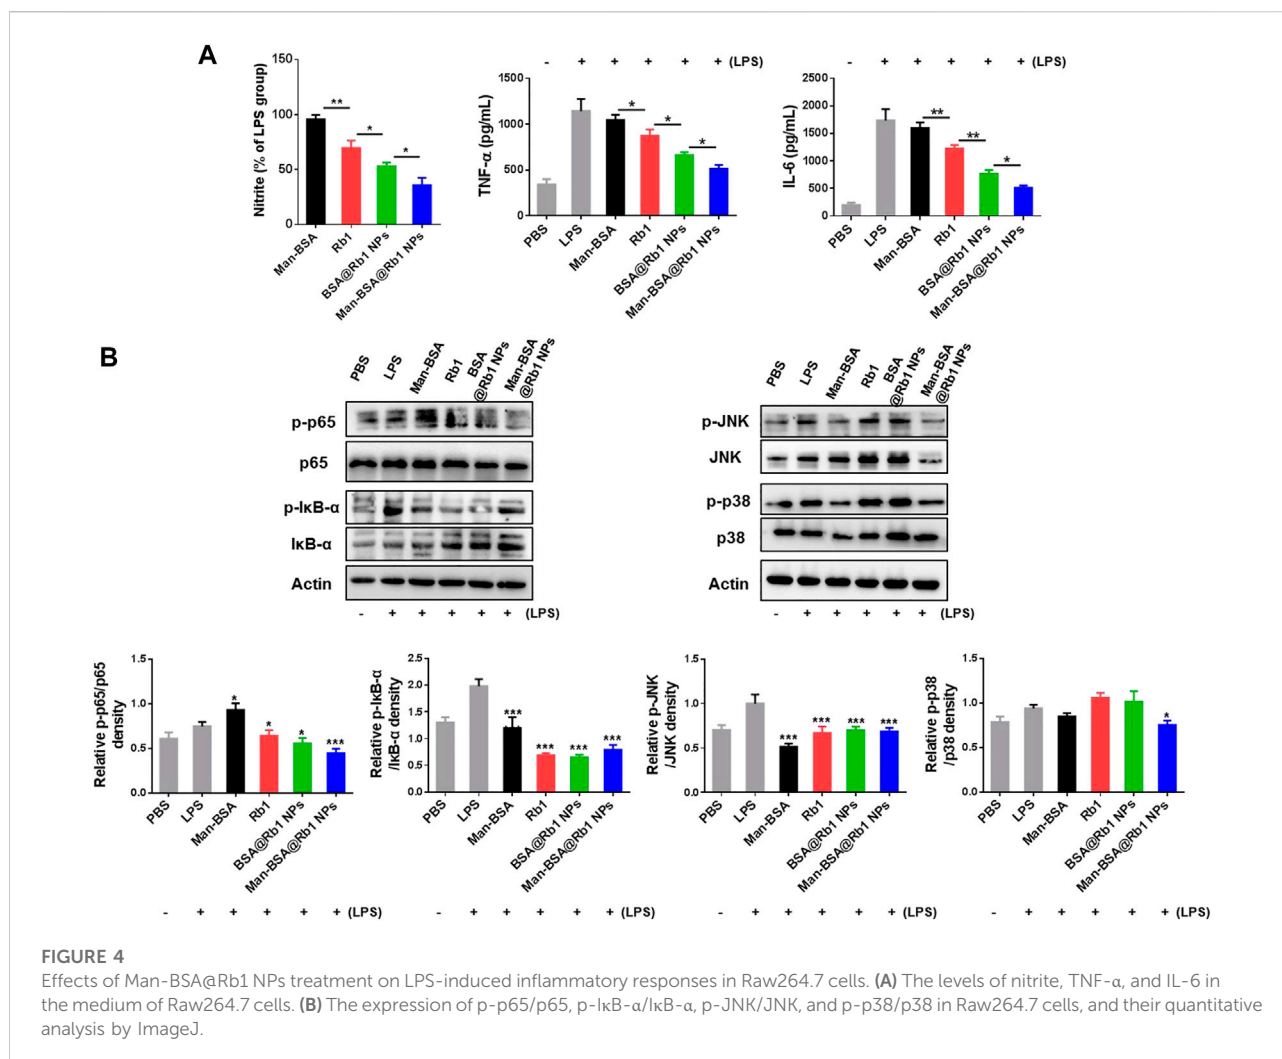 A
Nitrite (% of LPS group)
150
100
50
0
**
*
*
Man-BSA
Rb1
BSA@Rb1 NPs
Man-BSA@Rb1 NPs
- + + + + + (LPS)
TNF-α (pg/mL)
1500
1000
500
0
*
*
*
PBS
LPS
Man-BSA
Rb1
BSA@Rb1 NPs
Man-BSA@Rb1 NPs
- + + + + + (LPS)
IL-6 (pg/mL)
2500
2000
1500
1000
500
0
**
**
*
PBS
LPS
Man-BSA
Rb1
BSA@Rb1 NPs
Man-BSA@Rb1 NPs
B
PBS
LPS
Man-BSA
Rb1
BSA
@Rb1 NPs
Man-BSA
@Rb1 NPs
p-p65
p65
p-IκB-α
IκB-α
Actin
- + + + + + (LPS)
PBS
LPS
Man-BSA
Rb1
BSA
@Rb1 NPs
Man-BSA
@Rb1 NPs
p-JNK
JNK
p-p38
p38
Actin
- + + + + + (LPS)
Relative p-p65/p65
density
1.5
1.0
0.5
0.0
*
*
*
***
PBS
LPS
Man-BSA
Rb1
BSA@Rb1 NPs
Man-BSA@Rb1 NPs
- + + + + + (LPS)
Relative p-IκB-α
/IκB-α density
2.5
2.0
1.5
1.0
0.5
0.0
***
***
***
***
PBS
LPS
Man-BSA
Rb1
BSA@Rb1 NPs
Man-BSA@Rb1 NPs
- + + + + + (LPS)
Relative p-JNK
/JNK density
1.5
1.0
0.5
0.0
***
***
***
***
PBS
LPS
Man-BSA
Rb1
BSA@Rb1 NPs
Man-BSA@Rb1 NPs
- + + + + + (LPS)
Relative p-p38
/p38 density
1.5
1.0
0.5
0.0
*
PBS
LPS
Man-BSA
Rb1
BSA@Rb1 NPs
Man-BSA@Rb1 NPs
- + + + + + (LPS)
FIGURE 4
Effects of Man-BSA@Rb1 NPs treatment on LPS-induced inflammatory responses in Raw264.7 cells. (A) The levels of nitrite, TNF-α, and IL-6 in
the medium of Raw264.7 cells. (B) The expression of p-p65/p65, p-IκB-α/IκB-α, p-JNK/JNK, and p-p38/p38 in Raw264.7 cells, and their quantitative
analysis by ImageJ.